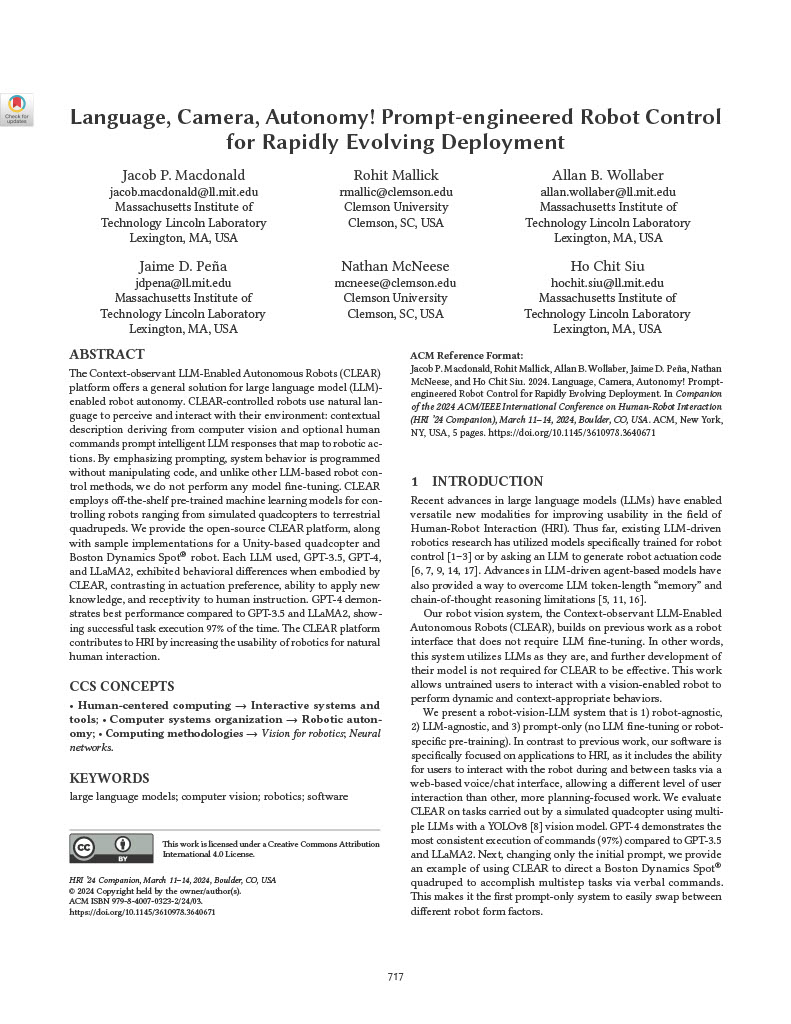 Check for
updates
Language, Camera, Autonomy! Prompt-engineered Robot Control
for Rapidly Evolving Deployment
Jacob P. Macdonald
jacob.macdonald@ll.mit.edu
Massachusetts Institute of
Technology Lincoln Laboratory
Lexington, MA, USA
Rohit Mallick
rmallic@clemson.edu
Clemson University
Clemson, SC, USA
Allan B. Wollaber
allan.wollaber@ll.mit.edu
Massachusetts Institute of
Technology Lincoln Laboratory
Lexington, MA, USA
Jaime D. Peña
jdpena@ll.mit.edu
Massachusetts Institute of
Technology Lincoln Laboratory
Lexington, MA, USA
Nathan McNeese
mcneese@clemson.edu
Clemson University
Clemson, SC, USA
Ho Chit Siu
hochit.siu@ll.mit.edu
Massachusetts Institute of
Technology Lincoln Laboratory
Lexington, MA, USA
ABSTRACT
The Context-observant LLM-Enabled Autonomous Robots (CLEAR)
platform offers a general solution for large language model (LLM)-
enabled robot autonomy. CLEAR-controlled robots use natural lan-
guage to perceive and interact with their environment: contextual
description deriving from computer vision and optional human
commands prompt intelligent LLM responses that map to robotic ac-
tions. By emphasizing prompting, system behavior is programmed
without manipulating code, and unlike other LLM-based robot con-
trol methods, we do not perform any model fine-tuning. CLEAR
employs off-the-shelf pre-trained machine learning models for con-
trolling robots ranging from simulated quadcopters to terrestrial
quadrupeds. We provide the open-source CLEAR platform, along
with sample implementations for a Unity-based quadcopter and
Boston Dynamics Spot® robot. Each LLM used, GPT-3.5, GPT-4,
and LLaMA2, exhibited behavioral differences when embodied by
CLEAR, contrasting in actuation preference, ability to apply new
knowledge, and receptivity to human instruction. GPT-4 demon-
strates best performance compared to GPT-3.5 and LLaMA2, show-
ing successful task execution 97% of the time. The CLEAR platform
contributes to HRI by increasing the usability of robotics for natural
human interaction.
CCS CONCEPTS
• Human-centered computing → Interactive systems and
tools; • Computer systems organization → Robotic auton-
omy; • Computing methodologies → Vision for robotics; Neural
networks.
KEYWORDS
large language models; computer vision; robotics; software
CC BY
This work is licensed under a Creative Commons Attribution
International 4.0 License.
HRI '24 Companion, March 11–14, 2024, Boulder, CO, USA
© 2024 Copyright held by the owner/author(s).
ACM ISBN 979-8-4007-0323-2/24/03.
https://doi.org/10.1145/3610978.3640671
ACM Reference Format:
Jacob P. Macdonald, Rohit Mallick, Allan B. Wollaber, Jaime D. Peña, Nathan
McNeese, and Ho Chit Siu. 2024. Language, Camera, Autonomy! Prompt-
engineered Robot Control for Rapidly Evolving Deployment. In Companion
of the 2024 ACM/IEEE International Conference on Human-Robot Interaction
(HRI '24 Companion), March 11–14, 2024, Boulder, CO, USA. ACM, New York,
NY, USA, 5 pages. https://doi.org/10.1145/3610978.3640671
1 INTRODUCTION
Recent advances in large language models (LLMs) have enabled
versatile new modalities for improving usability in the field of
Human-Robot Interaction (HRI). Thus far, existing LLM-driven
robotics research has utilized models specifically trained for robot
control [1–3] or by asking an LLM to generate robot actuation code
[6, 7, 9, 14, 17]. Advances in LLM-driven agent-based models have
also provided a way to overcome LLM token-length “memory” and
chain-of-thought reasoning limitations [5, 11, 16].
Our robot vision system, the Context-observant LLM-Enabled
Autonomous Robots (CLEAR), builds on previous work as a robot
interface that does not require LLM fine-tuning. In other words,
this system utilizes LLMs as they are, and further development of
their model is not required for CLEAR to be effective. This work
allows untrained users to interact with a vision-enabled robot to
perform dynamic and context-appropriate behaviors.
We present a robot-vision-LLM system that is 1) robot-agnostic,
2) LLM-agnostic, and 3) prompt-only (no LLM fine-tuning or robot-
specific pre-training). In contrast to previous work, our software is
specifically focused on applications to HRI, as it includes the ability
for users to interact with the robot during and between tasks via a
web-based voice/chat interface, allowing a different level of user
interaction than other, more planning-focused work. We evaluate
CLEAR on tasks carried out by a simulated quadcopter using multi-
ple LLMs with a YOLOv8 [8] vision model. GPT-4 demonstrates the
most consistent execution of commands (97%) compared to GPT-3.5
and LLaMA2. Next, changing only the initial prompt, we provide
an example of using CLEAR to direct a Boston Dynamics Spot®
quadruped to accomplish multistep tasks via verbal commands.
This makes it the first prompt-only system to easily swap between
different robot form factors.
717